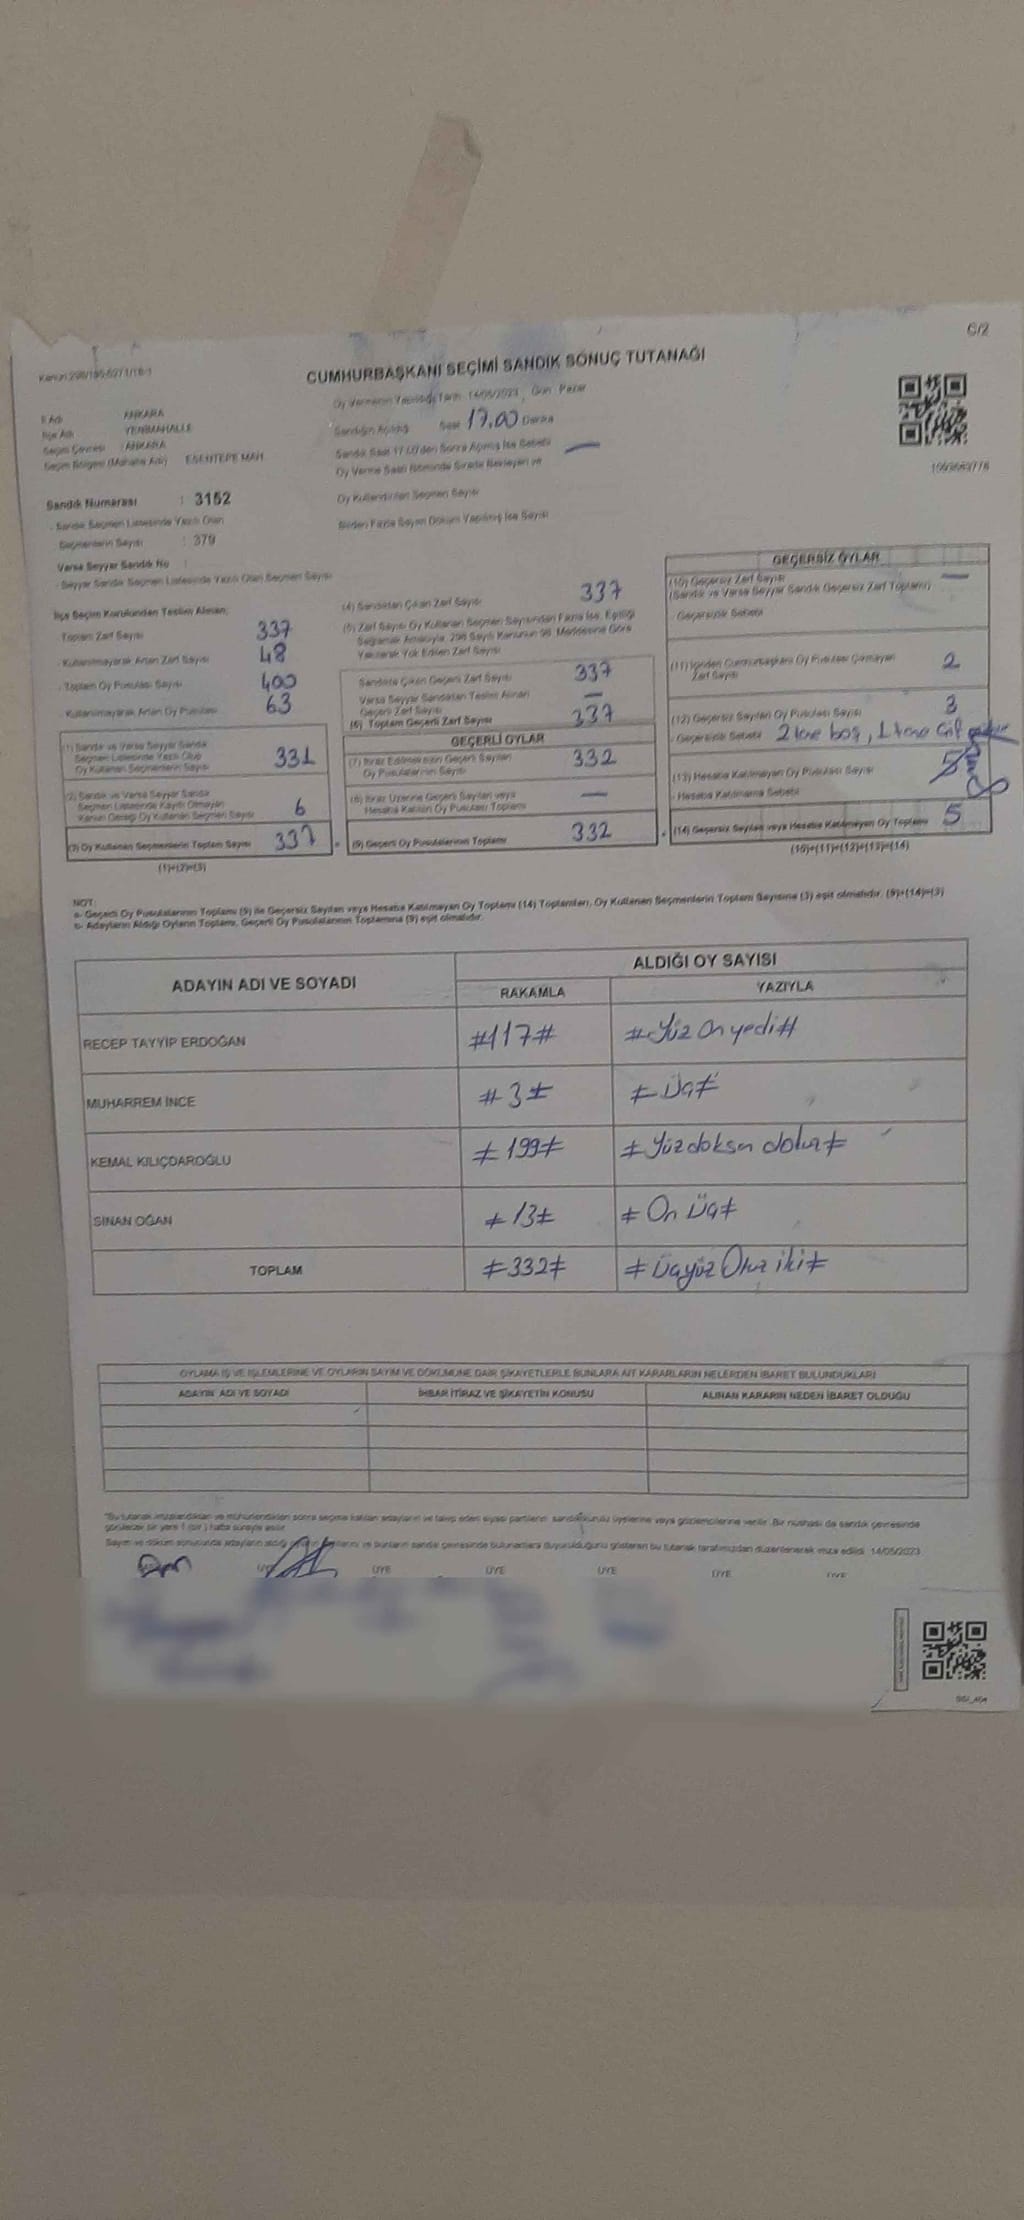 C/2
CUMHURBAŞKANI SEÇİMİ SANDIK SONUÇ TUTANAĞI
Oy Vermenin Yapıldığı Tarih 14/05/2023, Gün Pazar
Sandığın Açıldığı Saat 17.00 Dakika
Sandık Saat 17.00'den Sonra Açılmış İse Sebebi —
Oy Verme Saati Bitiminde Sırada Bekleyen ve
Oy Kullandırılan Seçmen Sayısı
Neden Fazla Sayım Döküm Yapılmış İse Sayısı
İl Adı ANKARA
İlçe Adı YENİMAHALLE
Seçim Çevresi : ANKARA
Seçim Bölgesi (Mahalle Adı) ESENTEPE MAH.
Sandık Numarası : 3152
- Sandık Seçmen Listesinde Yazılı Olan
Seçmenlerin Sayısı : 379
Varsa Seyyar Sandık No :
- Seyyar Sandık Seçmen Listesinde Yazılı Olan Seçmen Sayısı
İlçe Seçim Kurulundan Teslim Alınan;
Toplam Zarf Sayısı 337
- Kullanılmayarak Artan Zarf Sayısı 48
- Toplam Oy Pusulası Sayısı 400
- Kullanılmayarak Artan Oy Pusulası 63
(1) Sandık ve Varsa Seyyar Sandık
Seçmen Listesinde Yazılı Olup
Oy Kullanan Seçmenlerin Sayısı 331
(2) Sandık ve Varsa Seyyar Sandık
Seçmen Listesinde Kayıtlı Olmayan
Kanun Gereği Oy Kullanan Seçmen Sayısı 6
(3) Oy Kullanan Seçmenlerin Toplam Sayısı 337
(1)+(2)=(3)
(4) Sandıktan Çıkan Zarf Sayısı 337
(5) Zarf Sayısı Oy Kullanan Seçmen Sayısından Fazla İse, Eşitliği
Sağlamak Amacıyla, 298 Sayılı Kanunun 98. Maddesine Göre
Yakılarak Yok Edilen Zarf Sayısı
Sandıkta Çıkan Geçerli Zarf Sayısı 337
Varsa Seyyar Sandıktan Teslim Alınan
Geçerli Zarf Sayısı —
(6) Toplam Geçerli Zarf Sayısı 337
GEÇERLİ OYLAR
(7) İtiraz Edilmeksizin Geçerli Sayılan
Oy Pusulalarının Sayısı 332
(8) İtiraz Üzerine Geçerli Sayılan veya
Hesaba Katılan Oy Pusulası Toplamı —
(9) Geçerli Oy Pusulalarının Toplamı 332
GEÇERSİZ OYLAR
(10) Geçersiz Zarf Sayısı —
(Sandık ve Varsa Seyyar Sandık Geçersiz Zarf Toplamı)
- Geçersizlik Sebebi
(11) İçinden Cumhurbaşkanı Oy Pusulası Çıkmayan
Zarf Sayısı 2
(12) Geçersiz Sayılan Oy Pusulası Sayısı 3
- Geçersizlik Sebebi 2 tane boş, 1 tane Çif
(13) Hesaba Katılmayan Oy Pusulası Sayısı 5
- Hesaba Katılmama Sebebi
(14) Geçersiz Sayılan veya Hesaba Katılmayan Oy Toplamı 5
(10)+(11)+(12)+(13)=(14)
NOT:
a- Geçerli Oy Pusulalarının Toplamı (9) ile Geçersiz Sayılan veya Hesaba Katılmayan Oy Toplamı (14) Toplamları, Oy Kullanan Seçmenlerin Toplam Sayısına (3) eşit olmalıdır. (9)+(14)=(3)
b- Adayların Aldığı Oyların Toplamı, Geçerli Oy Pusulalarının Toplamına (9) eşit olmalıdır.
ADAYIN ADI VE SOYADI ALDIĞI OY SAYISI
RAKAMLA YAZIYLA
RECEP TAYYİP ERDOĞAN #117# #Yüz On yedi#
MUHARREM İNCE #3# #Üç#
KEMAL KILIÇDAROĞLU #199# #Yüz doksan dokuz#
SİNAN OĞAN #13# #On Üç#
TOPLAM #332# #Üçyüz Otuz iki#
OYLAMA İŞ VE İŞLEMLERİNE VE OYLARIN SAYIM VE DÖKÜMÜNE DAİR ŞİKAYETLERLE BUNLARA AİT KARARLARIN NELERDEN İBARET BULUNDUKLARI
ADAYIN ADI VE SOYADI İHBAR İTİRAZ VE ŞİKAYETİN KONUSU ALINAN KARARIN NEDEN İBARET OLDUĞU
"Bu tutanak imzalandıktan ve mühürlendikten sonra seçime katılan adayların ve talep eden siyasi partilerin sandık kurulu üyelerine veya gözlemcilerine verilir. Bir nüshası da sandık çevresinde
görülecek bir yere 1 (bir) hafta süreyle asılır.
Sayım ve döküm sonucunda adayların aldığı oyların toplamını ve bunların sandık çevresinde bulunanlara duyurulduğunu gösteren bu tutanak tarafımızdan düzenlenerek imza edildi. 14/05/2023
ÜYE ÜYE ÜYE ÜYE ÜYE